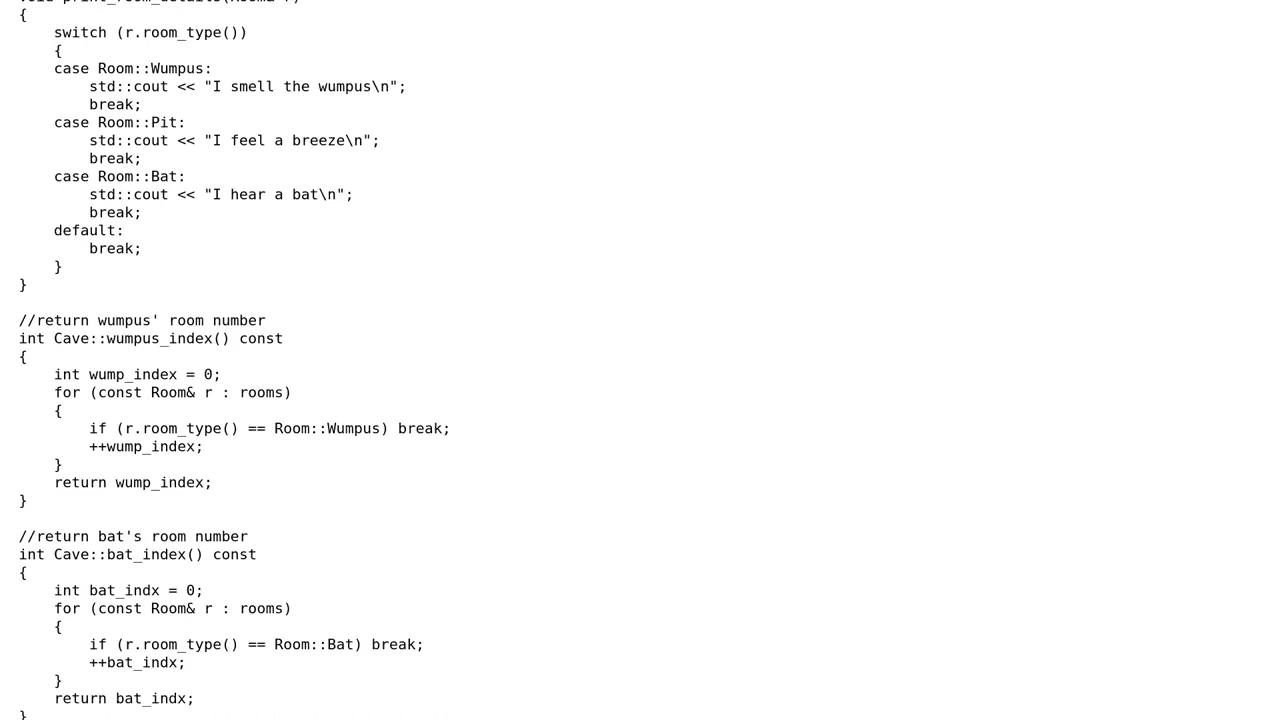 {
    switch (r.room_type())
    {
    case Room::Wumpus:
        std::cout << "I smell the wumpus\n";
        break;
    case Room::Pit:
        std::cout << "I feel a breeze\n";
        break;
    case Room::Bat:
        std::cout << "I hear a bat\n";
        break;
    default:
        break;
    }
}

//return wumpus' room number
int Cave::wumpus_index() const
{
    int wump_index = 0;
    for (const Room& r : rooms)
    {
        if (r.room_type() == Room::Wumpus) break;
        ++wump_index;
    }
    return wump_index;
}

//return bat's room number
int Cave::bat_index() const
{
    int bat_indx = 0;
    for (const Room& r : rooms)
    {
        if (r.room_type() == Room::Bat) break;
        ++bat_indx;
    }
    return bat_indx;
}